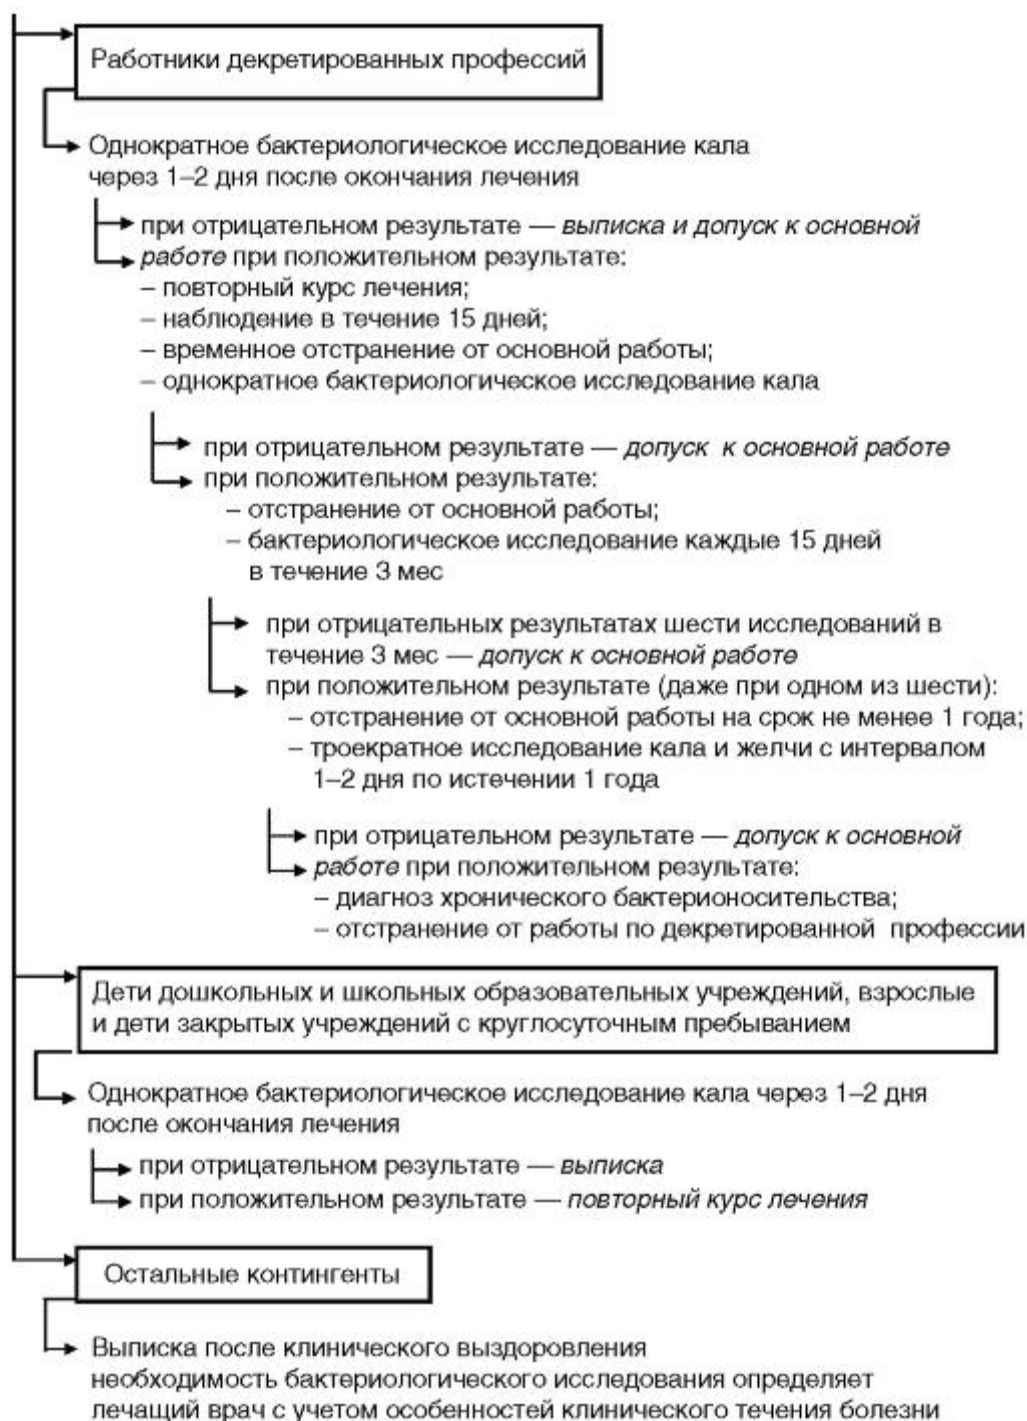 Работники декретированных профессий
Однократное бактериологическое исследование кала
через 1–2 дня после окончания лечения
при отрицательном результате — выписка и допуск к основной
работе при положительном результате:
– повторный курс лечения;
– наблюдение в течение 15 дней;
– временное отстранение от основной работы;
– однократное бактериологическое исследование кала
при отрицательном результате — допуск к основной работе
при положительном результате:
– отстранение от основной работы;
– бактериологическое исследование каждые 15 дней
в течение 3 мес
при отрицательных результатах шести исследований в
течение 3 мес — допуск к основной работе
при положительном результате (даже при одном из шести):
– отстранение от основной работы на срок не менее 1 года;
– троекратное исследование кала и желчи с интервалом
1–2 дня по истечении 1 года
при отрицательном результате — допуск к основной
работе при положительном результате:
– диагноз хронического бактерионосительства;
– отстранение от работы по декретированной профессии
Дети дошкольных и школьных образовательных учреждений, взрослые
и дети закрытых учреждений с круглосуточным пребыванием
Однократное бактериологическое исследование кала через 1–2 дня
после окончания лечения
при отрицательном результате — выписка
при положительном результате — повторный курс лечения
Остальные контингенты
Выписка после клинического выздоровления
необходимость бактериологического исследования определяет
лечащий врач с учетом особенностей клинического течения болезни